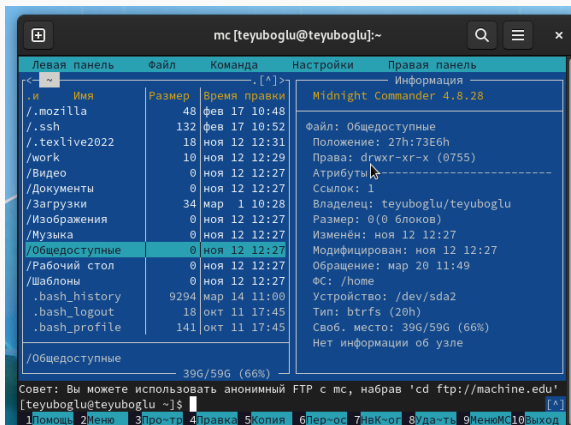 mc [teyuboglu@teyuboglu]:~
Левая панель Файл Команда Настройки Правая панель
<— ~ .[^]> Информация
.и Имя Размер Время правки Midnight Commander 4.8.28
/.mozilla 48 фев 17 10:48
/.ssh 132 фев 17 10:52 Файл: Общедоступные
/.texlive2022 18 ноя 12 12:31 Положение: 27h:73E6h
/work 10 ноя 12 12:29 Права: drwxr-xr-x (0755)
/Видео 0 ноя 12 12:27 Атрибуты
/Документы 0 ноя 12 12:27 Ссылок: 1
/Загрузки 34 мар 1 10:28 Владелец: teyuboglu/teyuboglu
/Изображения 0 ноя 12 12:27 Размер: 0(0 блоков)
/Музыка 0 ноя 12 12:27 Изменён: ноя 12 12:27
/Общедоступные 0 ноя 12 12:27 Модифицирован: ноя 12 12:27
/Рабочий стол 0 ноя 12 12:27 Обращение: мар 20 11:49
/Шаблоны 0 ноя 12 12:27 ФС: /home
.bash_history 9294 мар 14 11:00 Устройство: /dev/sda2
.bash_logout 18 окт 11 17:45 Тип: btrfs (20h)
.bash_profile 141 окт 11 17:45 Своб. место: 39G/59G (66%)
Нет информации об узле
/Общедоступные
39G/59G (66%)
Совет: Вы можете использовать анонимный FTP с mc, набрав 'cd ftp://machine.edu'
[teyuboglu@teyuboglu ~]$ [^]
1Помощь 2Меню 3Про~тр 4Правка 5Копия 6Пер~ос 7НвК~ог 8Уда~ть 9МенюМС 10Выход